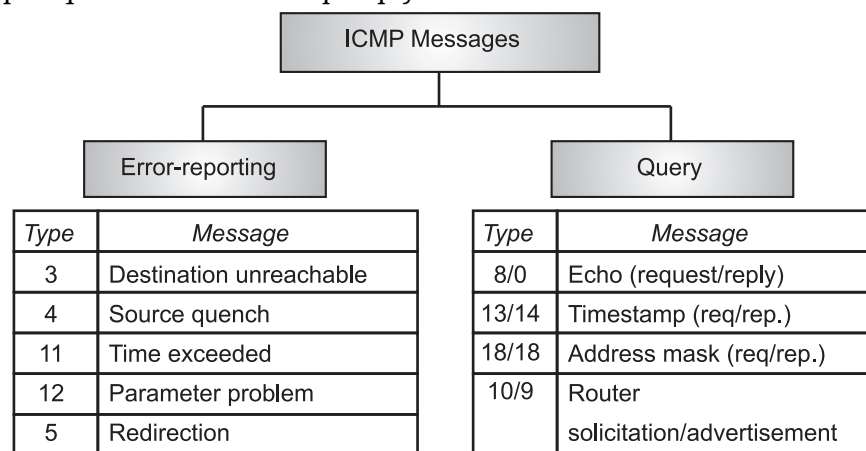 ICMP Messages
Error-reporting
Type Message
3 Destination unreachable
4 Source quench
11 Time exceeded
12 Parameter problem
5 Redirection
Query
Type Message
8/0 Echo (request/reply)
13/14 Timestamp (req/rep.)
18/18 Address mask (req/rep.)
10/9 Router
solicitation/advertisement